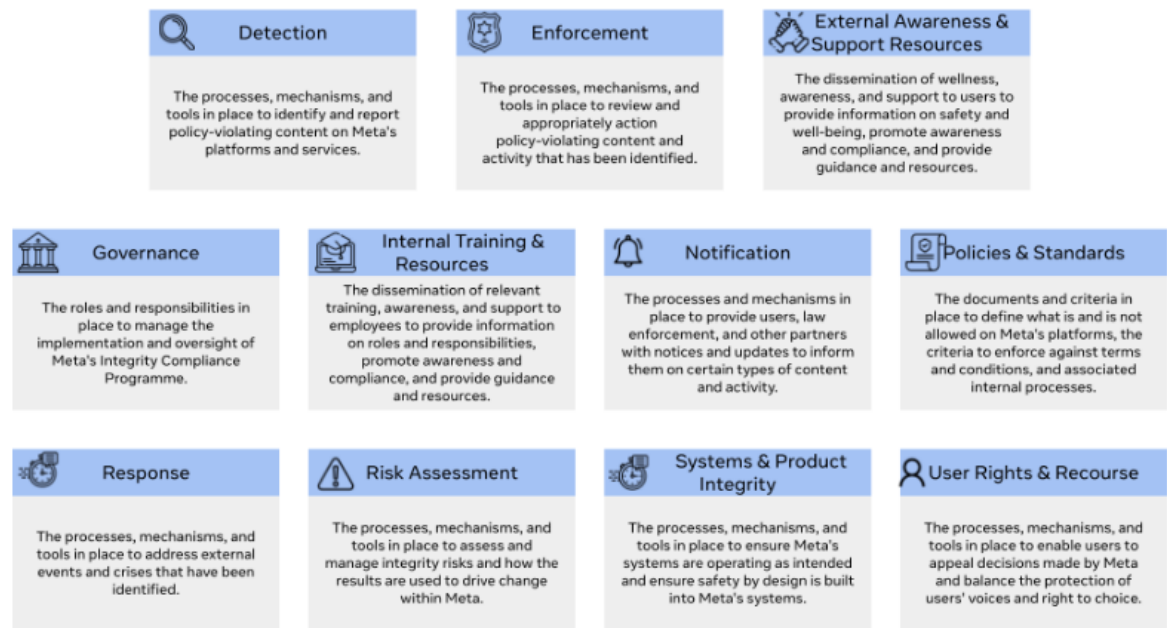 Detection
The processes, mechanisms, and
tools in place to identify and report
policy-violating content on Meta's
platforms and services.
Enforcement
The processes, mechanisms, and
tools in place to review and
appropriately action
policy-violating content and
activity that has been identified.
External Awareness &
Support Resources
The dissemination of wellness,
awareness, and support to users to
provide information on safety and
well-being, promote awareness
and compliance, and provide
guidance and resources.
Governance
The roles and responsibilities in
place to manage the
implementation and oversight of
Meta's Integrity Compliance
Programme.
Internal Training &
Resources
The dissemination of relevant
training, awareness, and support to
employees to provide information
on roles and responsibilities,
promote awareness and
compliance, and provide guidance
and resources.
Notification
The processes and mechanisms in
place to provide users, law
enforcement, and other partners
with notices and updates to inform
them on certain types of content
and activity.
Policies & Standards
The documents and criteria in
place to define what is and is not
allowed on Meta's platforms, the
criteria to enforce against terms
and conditions, and associated
internal processes.
Response
The processes, mechanisms, and
tools in place to address external
events and crises that have been
identified.
Risk Assessment
The processes, mechanisms, and
tools in place to assess and
manage integrity risks and how the
results are used to drive change
within Meta.
Systems & Product
Integrity
The processes, mechanisms, and
tools in place to ensure Meta's
systems are operating as intended
and ensure safety by design is built
into Meta's systems.
User Rights & Recourse
The processes, mechanisms, and
tools in place to enable users to
appeal decisions made by Meta
and balance the protection of
users' voices and right to choice.